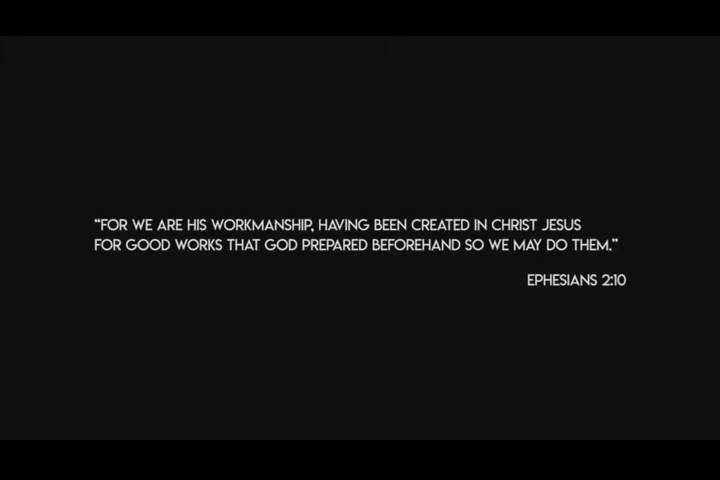 “FOR WE ARE HIS WORKMANSHIP, HAVING BEEN CREATED IN CHRIST JESUS
FOR GOOD WORKS THAT GOD PREPARED BEFOREHAND SO WE MAY DO THEM.”
EPHESIANS 2:10